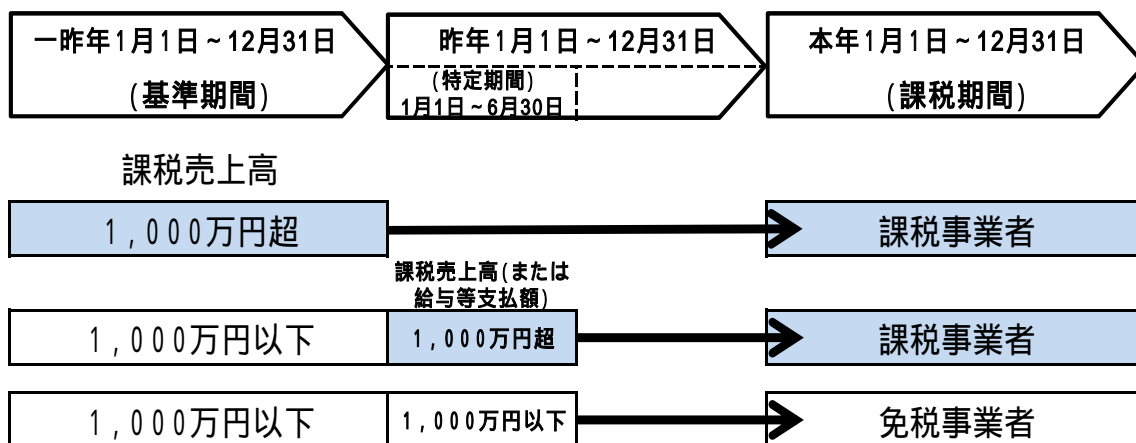 一昨年1月1日~12月31日
(基準期間)
昨年1月1日~12月31日
(特定期間)
1月1日~6月30日
本年1月1日~12月31日
(課税期間)
課税売上高
1,000万円超
課税事業者
課税売上高(または
給与等支払額)
1,000万円以下
1,000万円超
課税事業者
1,000万円以下
1,000万円以下
免税事業者